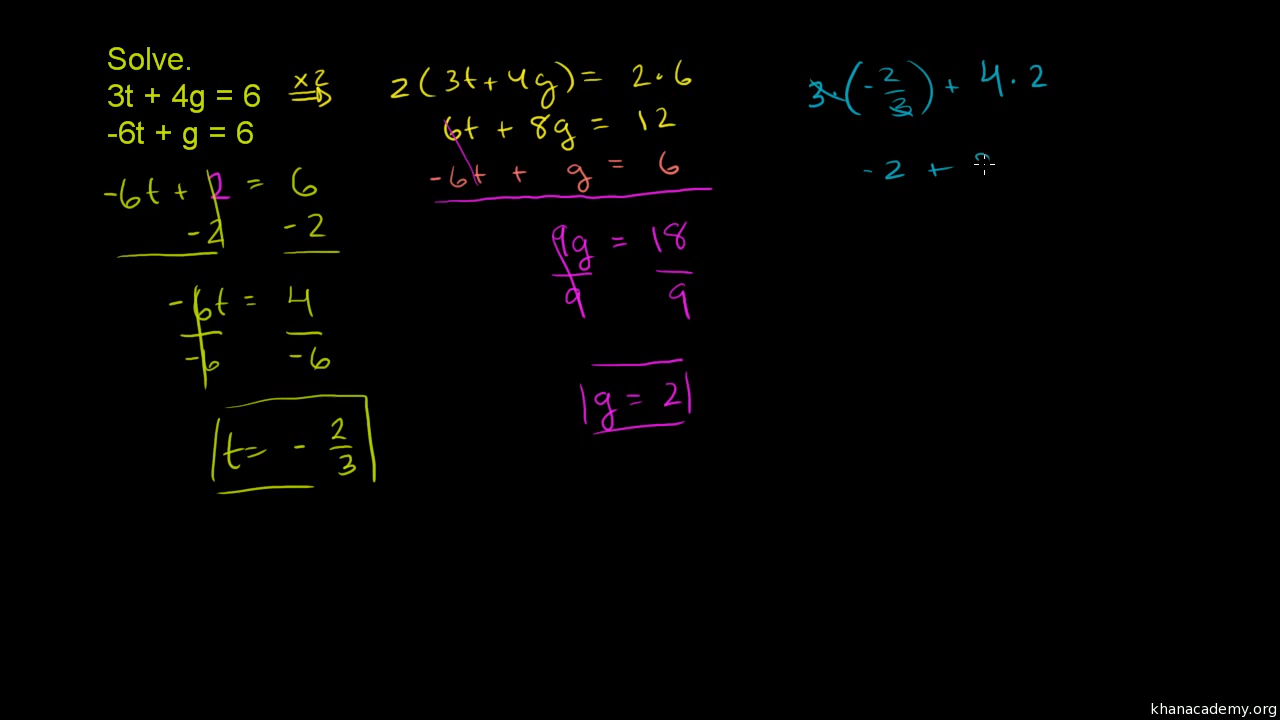 Solve.
3t + 4g = 6 ×2
-6t + g = 6
-6t + 2 = 6
-2 -2
-6t = 4
-6 -6
t = - 2/3
2(3t + 4g) = 2·6
6t + 8g = 12
-6t + g = 6
9g = 18
9 9
g = 2
3·(-2/3) + 4·2
-2 +
khanacademy.org